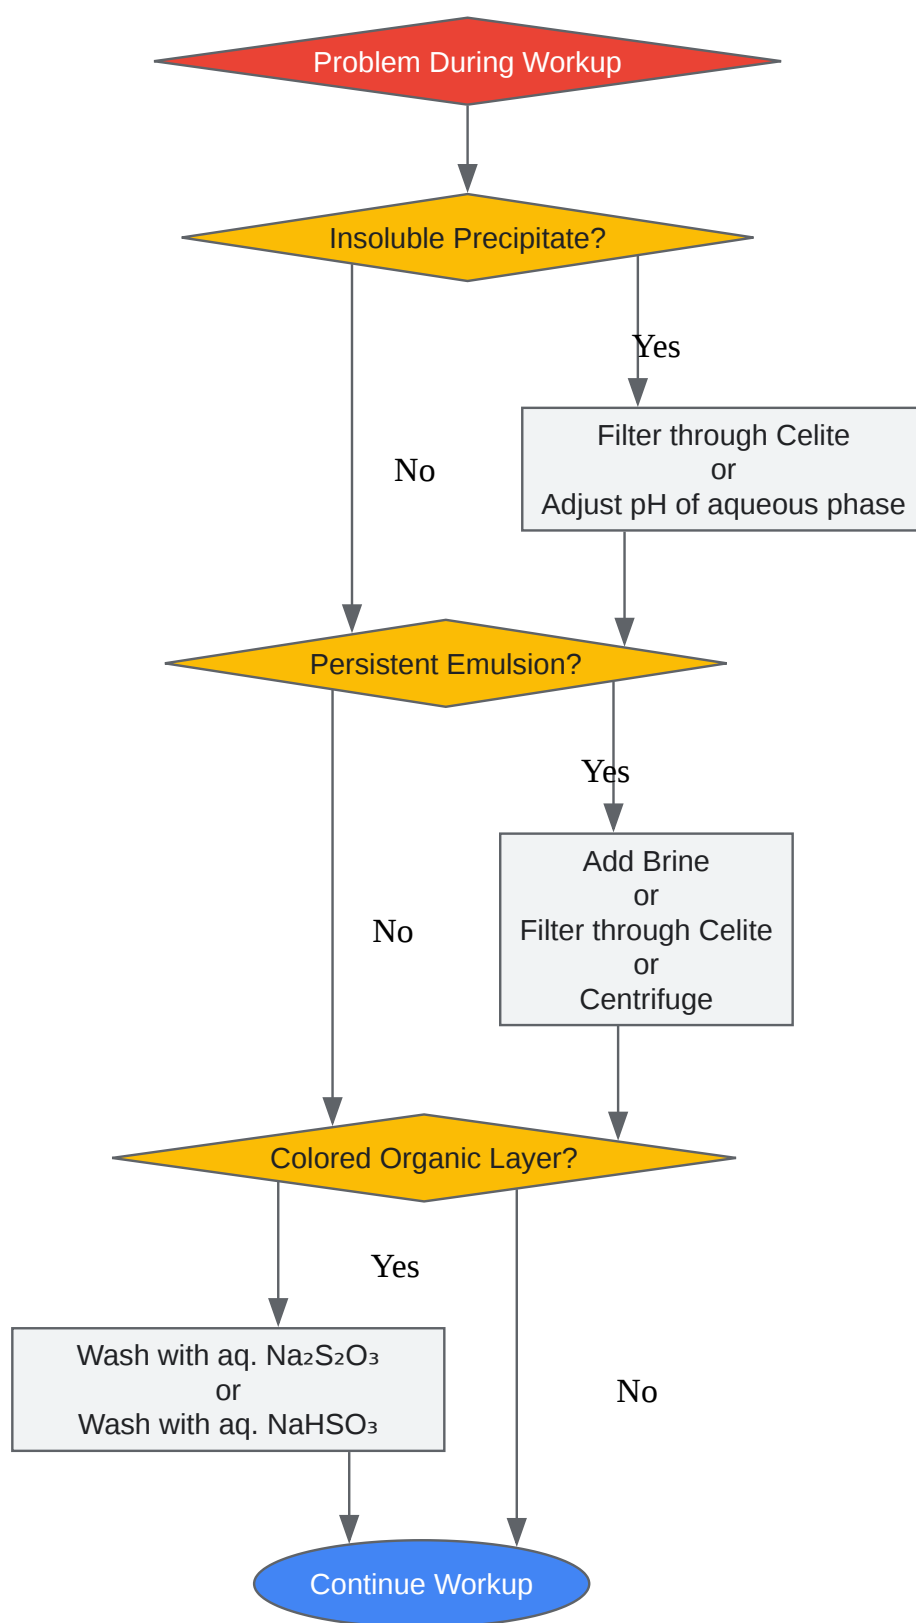 Problem During Workup
Insoluble Precipitate?
Yes
Filter through Celite
or
Adjust pH of aqueous phase
No
Persistent Emulsion?
Yes
Add Brine
or
Filter through Celite
or
Centrifuge
No
Colored Organic Layer?
Yes
Wash with aq. Na₂S₂O₃
or
Wash with aq. NaHSO₃
No
Continue Workup